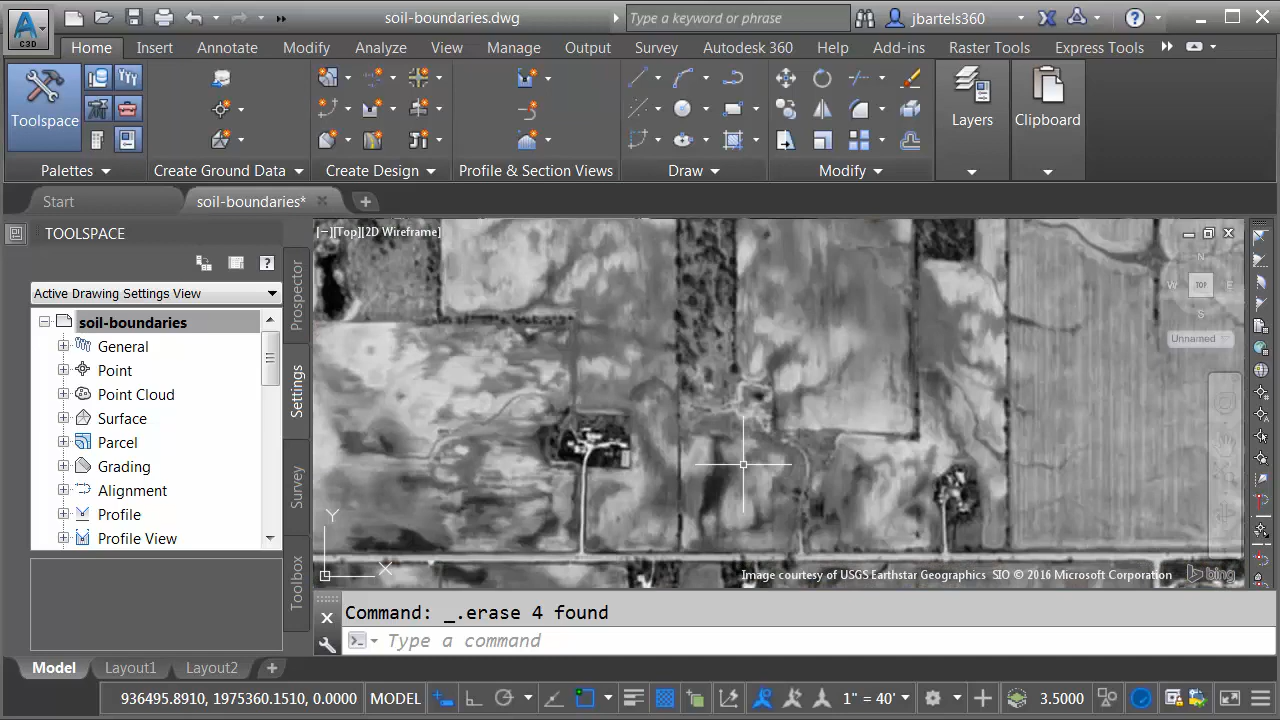 soil-boundaries.dwg
Type a keyword or phrase
jbartels360
A
C3D
Home Insert Annotate Modify Analyze View Manage Output Survey Autodesk 360 Help Add-ins Raster Tools Express Tools
Toolspace
Layers
Clipboard
Palettes
Create Ground Data
Create Design
Profile & Section Views
Draw
Modify
Start
soil-boundaries*
TOOLSPACE
Active Drawing Settings View
soil-boundaries
General
Point
Point Cloud
Surface
Parcel
Grading
Alignment
Profile
Profile View
Prospector
Settings
Survey
Toolbox
[−][Top][2D Wireframe]
N
W TOP E
S
Unnamed
Y
X
Image courtesy of USGS Earthstar Geographics SIO © 2016 Microsoft Corporation
bing
Command: _.erase 4 found
Type a command
Model
Layout1
Layout2
936495.8910, 1975360.1510, 0.0000
MODEL
1" = 40'
3.5000